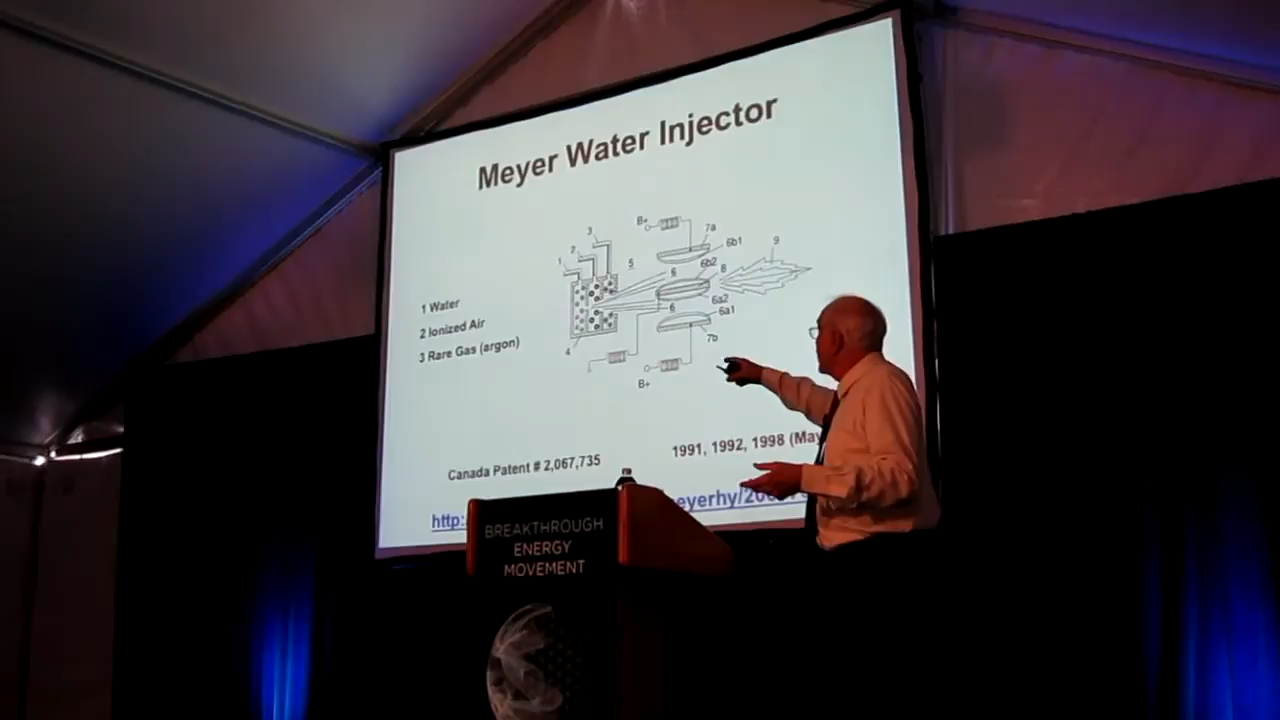 Meyer Water Injector
B+
7a
3
6b1
9
2
1
5
6
6b2
8
6
6a2
6a1
7b
4
B+
1 Water
2 Ionized Air
3 Rare Gas (argon)
1991, 1992, 1998 (May
Canada Patent # 2,067,735
http:
BREAKTHROUGH
ENERGY
MOVEMENT